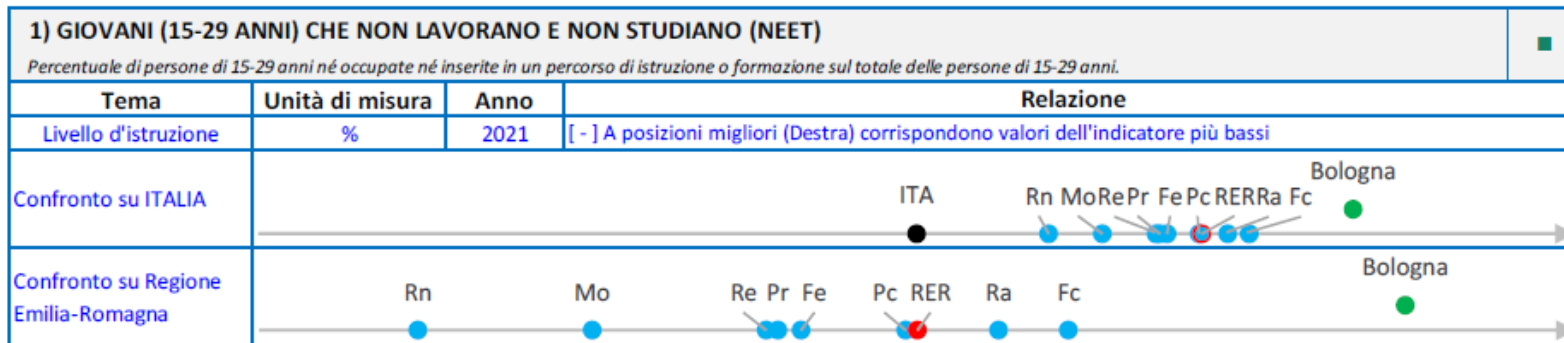 1) GIOVANI (15-29 ANNI) CHE NON LAVORANO E NON STUDIANO (NEET)
Percentuale di persone di 15-29 anni né occupate né inserite in un percorso di istruzione o formazione sul totale delle persone di 15-29 anni.
Tema Unità di misura Anno Relazione
Livello d'istruzione % 2021 [ - ] A posizioni migliori (Destra) corrispondono valori dell'indicatore più bassi
Confronto su ITALIA
ITA Rn Mo Re Pr Fe Pc RER Ra Fc Bologna
Confronto su Regione
Emilia-Romagna
Rn Mo Re Pr Fe Pc RER Ra Fc Bologna